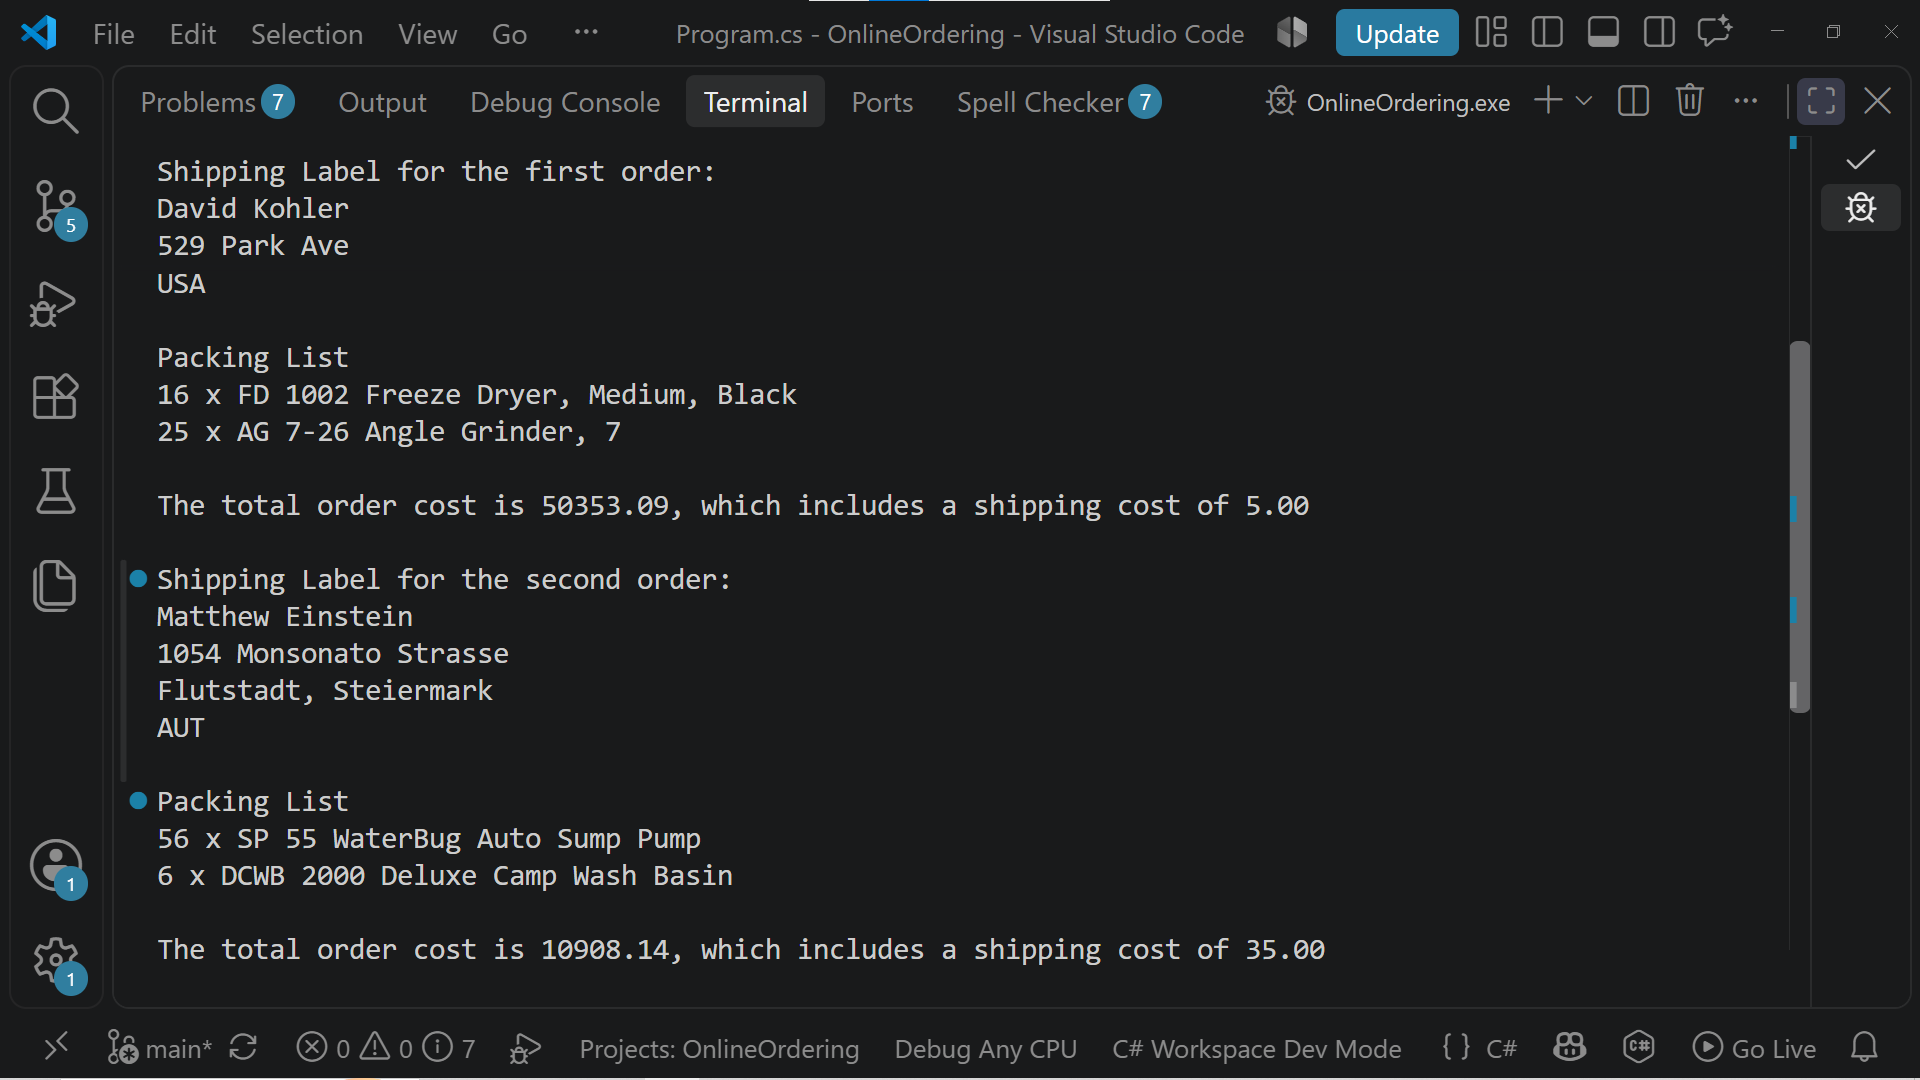 File Edit Selection View Go ··· Program.cs - OnlineOrdering - Visual Studio Code Update
Problems 7 Output Debug Console Terminal Ports Spell Checker 7 OnlineOrdering.exe
Shipping Label for the first order:
David Kohler
529 Park Ave
USA
Packing List
16 x FD 1002 Freeze Dryer, Medium, Black
25 x AG 7-26 Angle Grinder, 7
The total order cost is 50353.09, which includes a shipping cost of 5.00
Shipping Label for the second order:
Matthew Einstein
1054 Monsonato Strasse
Flutstadt, Steiermark
AUT
Packing List
56 x SP 55 WaterBug Auto Sump Pump
6 x DCWB 2000 Deluxe Camp Wash Basin
The total order cost is 10908.14, which includes a shipping cost of 35.00
5
1
1
main* 0 0 7 Projects: OnlineOrdering Debug Any CPU C# Workspace Dev Mode {} C# C# Go Live